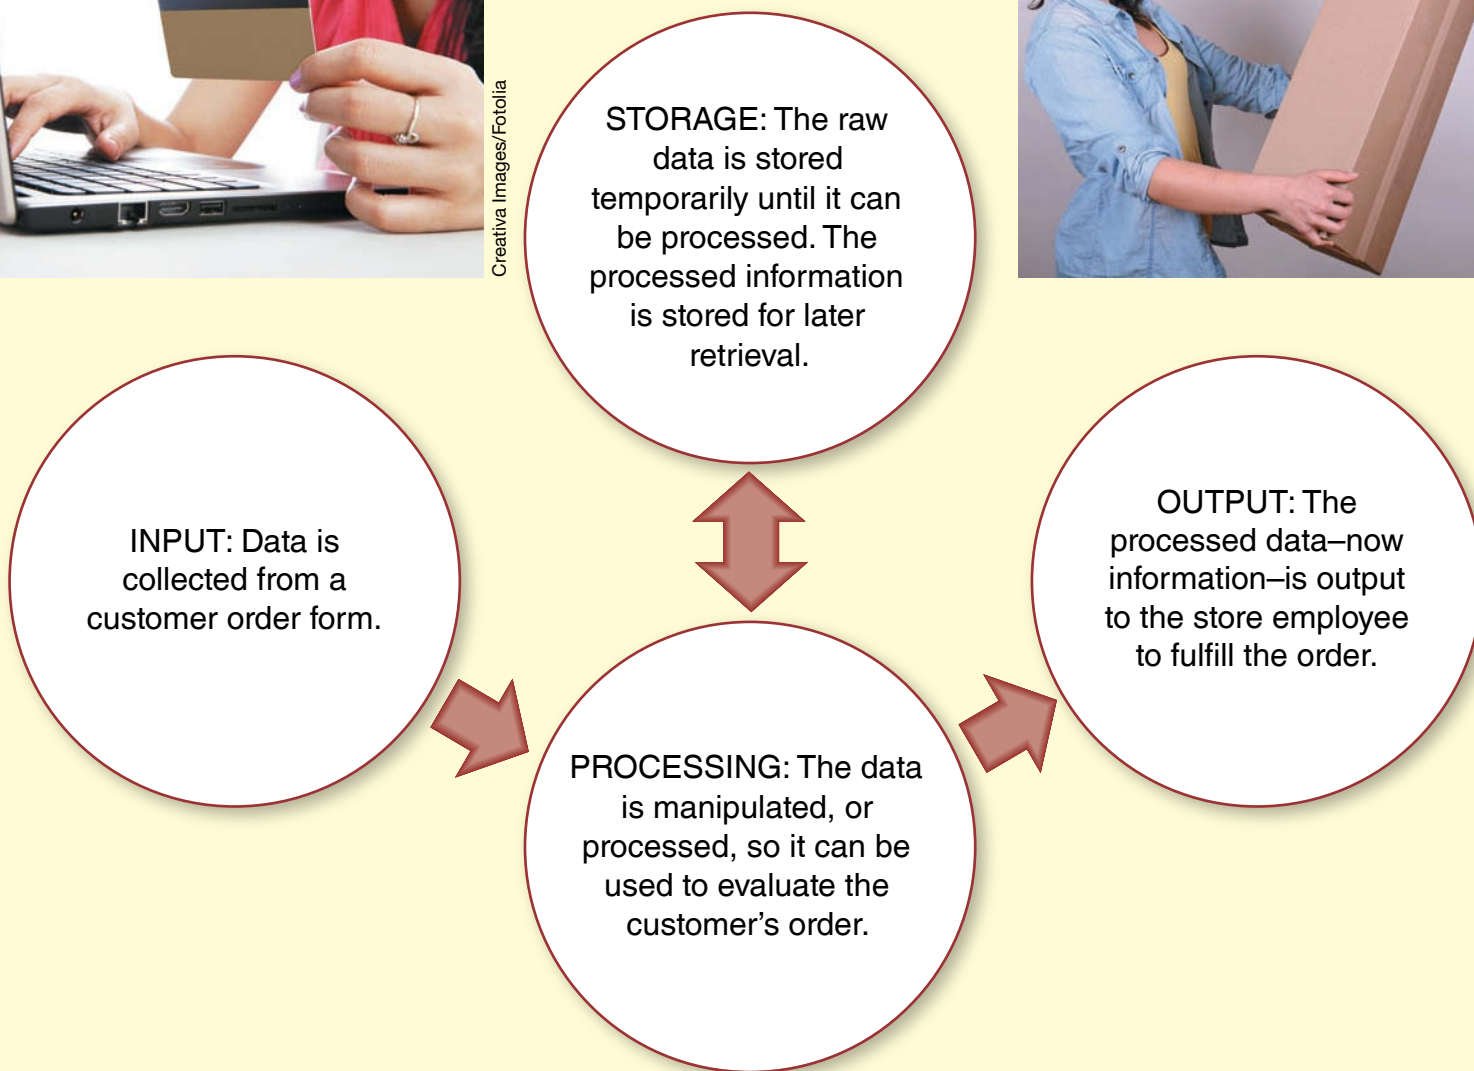 Creativa Images/Fotolia
STORAGE: The raw
data is stored
temporarily until it can
be processed. The
processed information
is stored for later
retrieval.
INPUT: Data is
collected from a
customer order form.
OUTPUT: The
processed data–now
information–is output
to the store employee
to fulfill the order.
PROCESSING: The data
is manipulated, or
processed, so it can be
used to evaluate the
customer’s order.